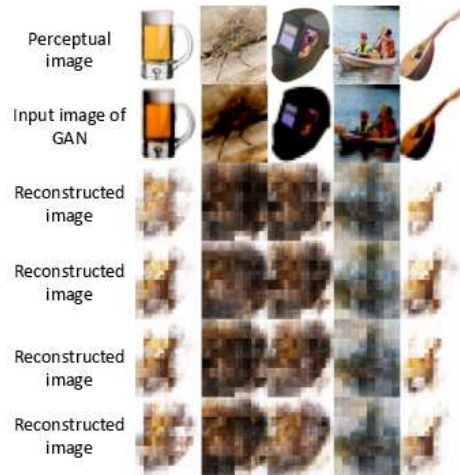 Perceptual
image
Input image of
GAN
Reconstructed
image
Reconstructed
image
Reconstructed
image
Reconstructed
image